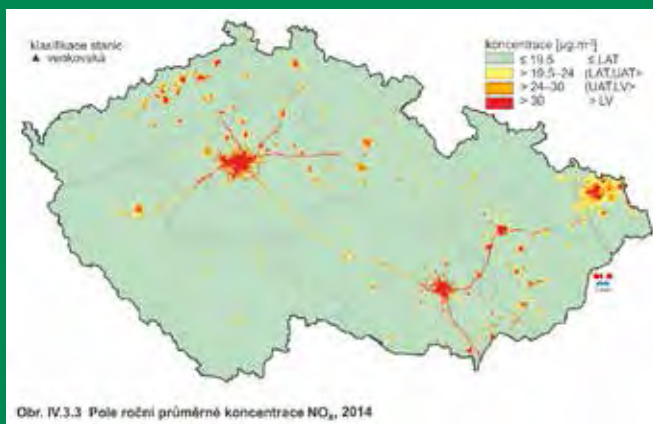 klasifikace stanic
▲ venkovská
koncentrace [µg.m⁻³]
≤ 19.5 ≤ LAT
> 19.5–24 (LAT,UAT>
> 24–30 (UAT,LV>
> 30 > LV
Obr. IV.3.3 Pole roční průměrné koncentrace NOₓ, 2014